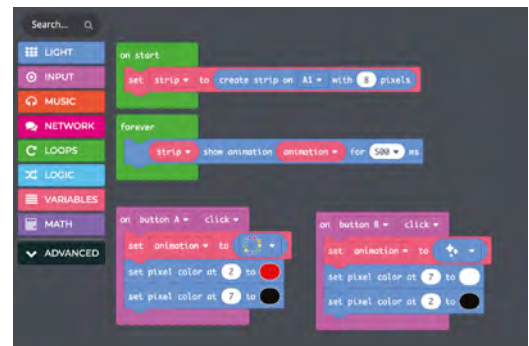 Search...
LIGHT
INPUT
MUSIC
NETWORK
LOOPS
LOGIC
VARIABLES
MATH
ADVANCED
on start
set strip to create strip on A1 with 8 pixels
forever
strip show animation animation for 500 ms
on button A click
set animation to
set pixel color at 2 to
set pixel color at 7 to
on button B click
set animation to
set pixel color at 7 to
set pixel color at 2 to